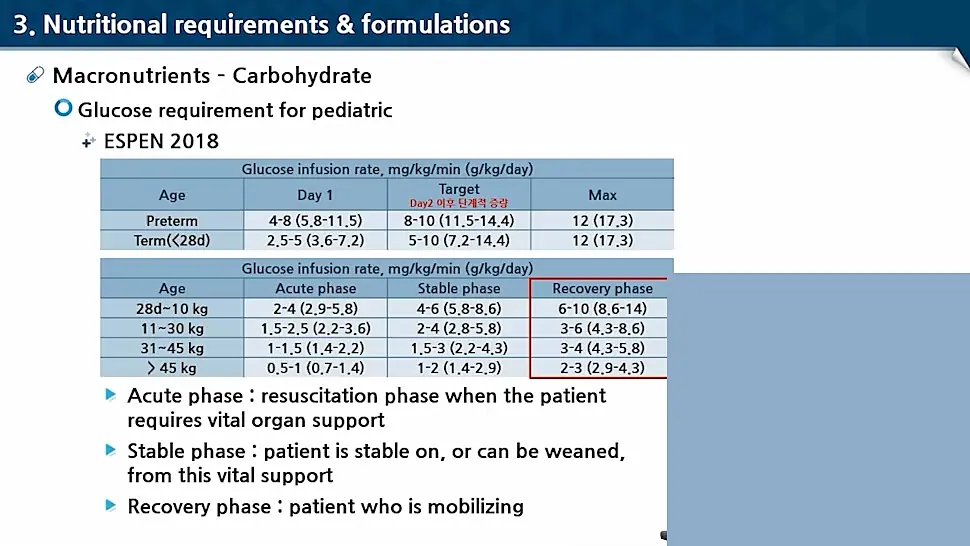 3. Nutritional requirements & formulations
Macronutrients - Carbohydrate
Glucose requirement for pediatric
ESPEN 2018
Glucose infusion rate, mg/kg/min (g/kg/day)
Age Day 1 Target Max
Day2 이후 단계적 증량
Preterm 4-8 (5.8-11.5) 8-10 (11.5-14.4) 12 (17.3)
Term(<28d) 2.5-5 (3.6-7.2) 5-10 (7.2-14.4) 12 (17.3)
Glucose infusion rate, mg/kg/min (g/kg/day)
Age Acute phase Stable phase Recovery phase
28d~10 kg 2-4 (2.9-5.8) 4-6 (5.8-8.6) 6-10 (8.6-14)
11~30 kg 1.5-2.5 (2.2-3.6) 2-4 (2.8-5.8) 3-6 (4.3-8.6)
31~45 kg 1-1.5 (1.4-2.2) 1.5-3 (2.2-4.3) 3-4 (4.3-5.8)
> 45 kg 0.5-1 (0.7-1.4) 1-2 (1.4-2.9) 2-3 (2.9-4.3)
Acute phase : resuscitation phase when the patient
requires vital organ support
Stable phase : patient is stable on, or can be weaned,
from this vital support
Recovery phase : patient who is mobilizing